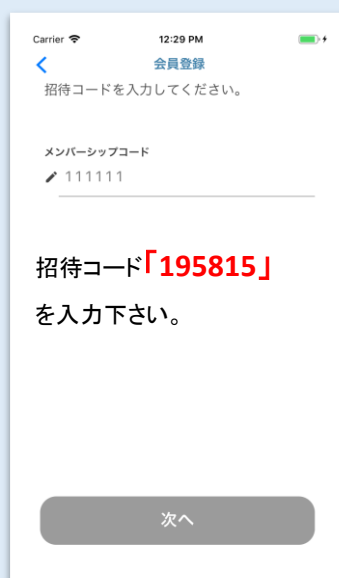 Carrier 12:29 PM
会員登録
招待コードを入力してください。
メンバーシップコード
111111
招待コード「195815」
を入力下さい。
次へ